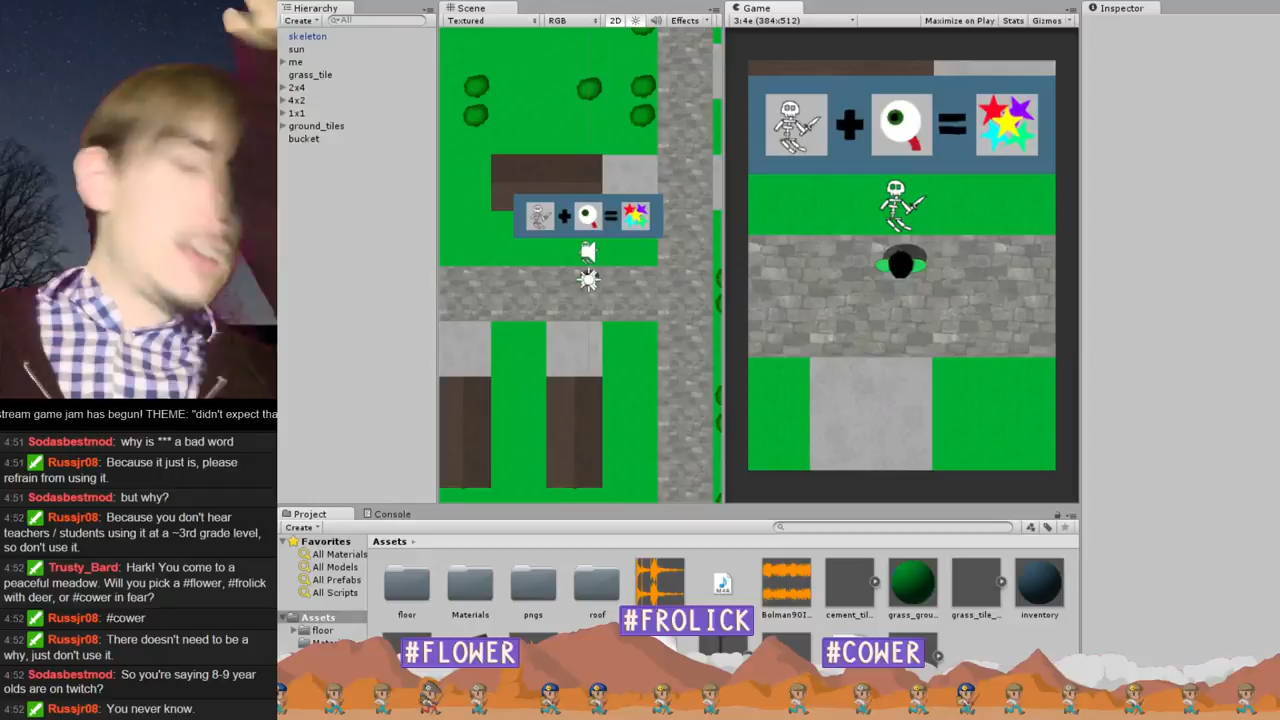 Hierarchy
Create
All
skeleton
sun
me
grass_tile
2x4
4x2
1x1
ground_tiles
bucket
Scene
Textured
RGB
2D
Effects
Game
3:4e (384x512)
Maximize on Play
Stats
Gizmos
Inspector
stream game jam has begun! THEME: "didn't expect tha
4:51 Sodasbestmod: why is *** a bad word
4:51 Russjr08: Because it just is, please
refrain from using it.
4:51 Sodasbestmod: but why?
4:52 Russjr08: Because you don't hear
teachers / students using it at a ~3rd grade level,
so don't use it.
4:52 Trusty_Bard: Hark! You come to a
peaceful meadow. Will you pick a #flower, #frolick
with deer, or #cower in fear?
4:52 Russjr08: #cower
4:52 Russjr08: There doesn't need to be a
why, just don't use it.
4:52 Sodasbestmod: So you're saying 8-9 year
olds are on twitch?
4:52 Russjr08: You never know.
Project
Console
Create
Favorites
All Materials
All Models
All Prefabs
All Scripts
Assets
floor
Assets
floor
Materials
pngs
roof
M4A
Bolman90I...
cement_til...
grass_grou...
grass_tile_...
inventory
#FLOWER
#FROLICK
#COWER